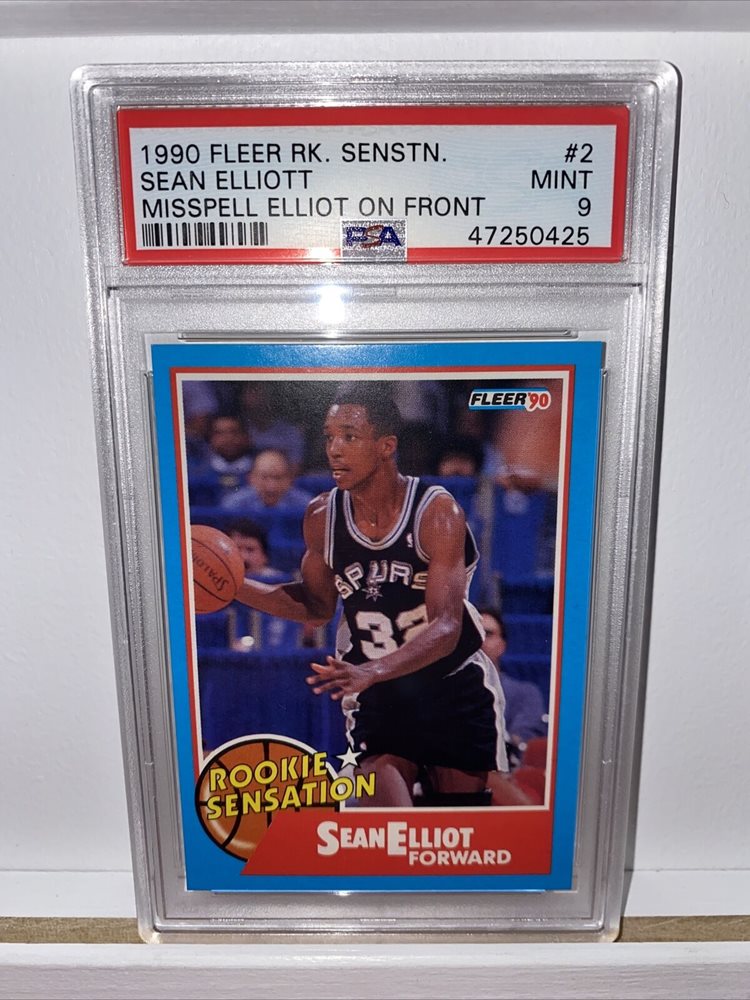 1990 FLEER RK. SENSTN. #2
SEAN ELLIOTT MINT
MISSPELL ELLIOT ON FRONT 9
PSA 47250425
FLEER '90
SPALDING
SPURS
32
ROOKIE
SENSATION
SEAN ELLIOT
FORWARD